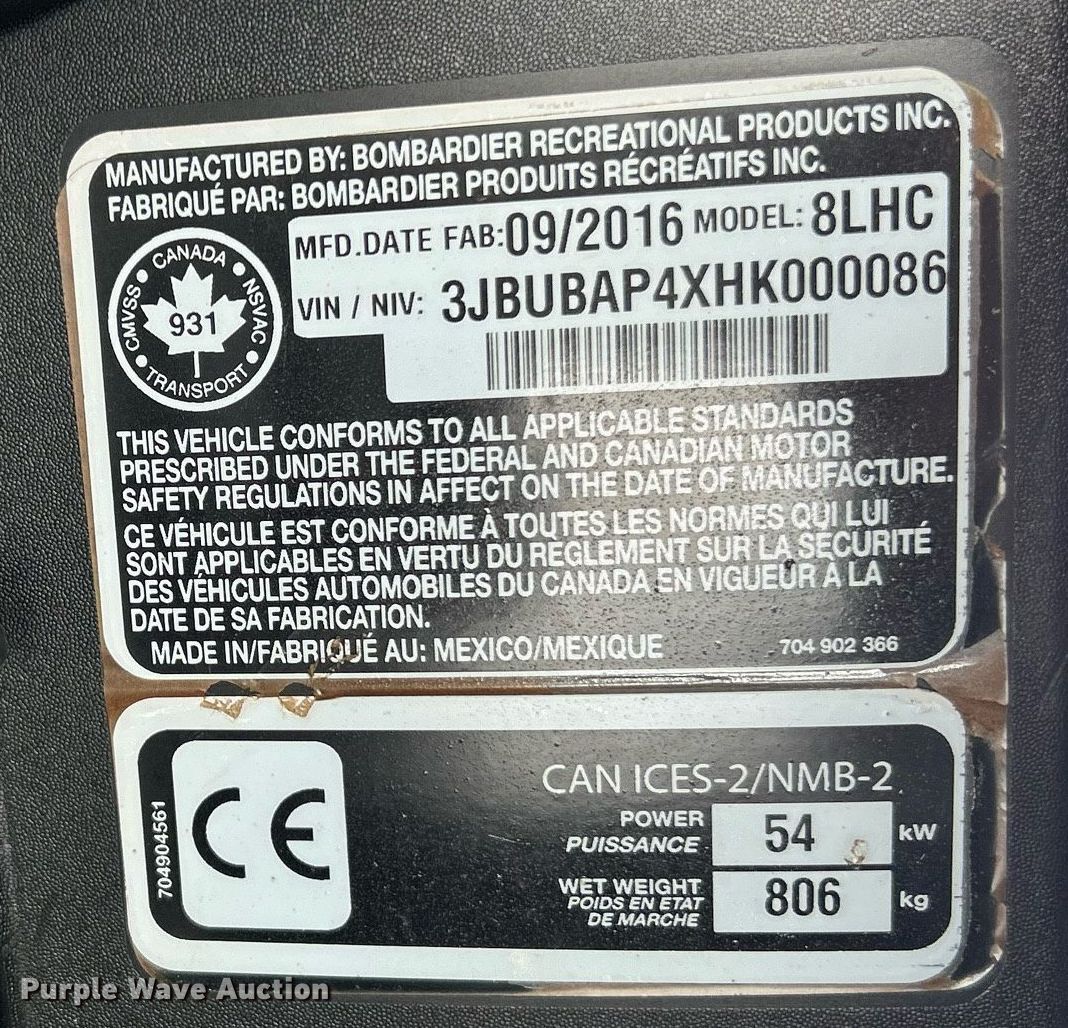 MANUFACTURED BY: BOMBARDIER RECREATIONAL PRODUCTS INC.
FABRIQUÉ PAR: BOMBARDIER PRODUITS RÉCRÉATIFS INC.
MFD.DATE FAB:09/2016 MODEL: 8LHC
VIN / NIV: 3JBUBAP4XHK000086
CANADA
CMVSS 931 NSVAC
TRANSPORT
THIS VEHICLE CONFORMS TO ALL APPLICABLE STANDARDS
PRESCRIBED UNDER THE FEDERAL AND CANADIAN MOTOR
SAFETY REGULATIONS IN AFFECT ON THE DATE OF MANUFACTURE.
CE VÉHICULE EST CONFORME À TOUTES LES NORMES QUI LUI
SONT APPLICABLES EN VERTU DU RÈGLEMENT SUR LA SÉCURITÉ
DES VÉHICULES AUTOMOBILES DU CANADA EN VIGUEUR À LA
DATE DE SA FABRICATION.
MADE IN/FABRIQUÉ AU: MEXICO/MEXIQUE 704 902 366
704904561
CE
CAN ICES-2/NMB-2
POWER
PUISSANCE 54 kW
WET WEIGHT
POIDS EN ETAT
DE MARCHE 806 kg
Purple Wave Auction